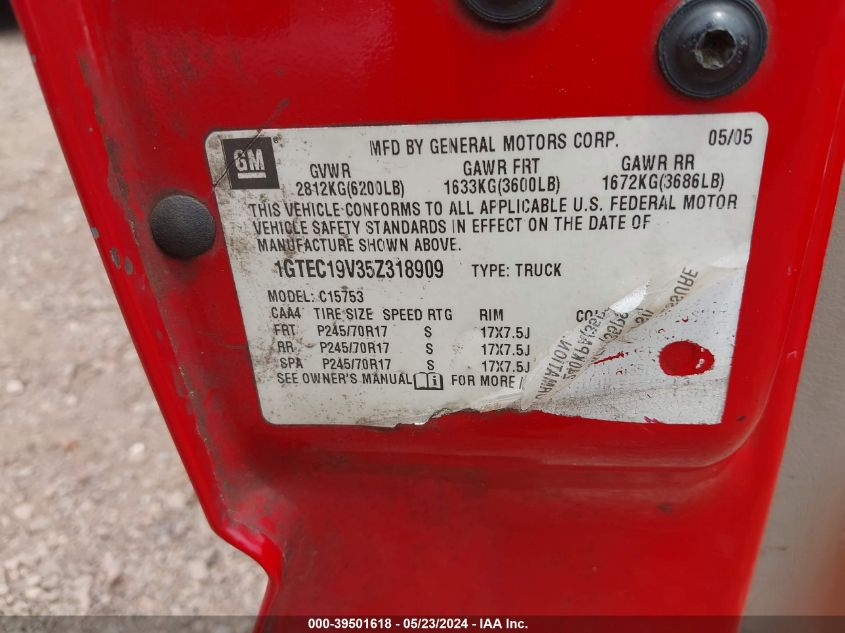 GM
MFD BY GENERAL MOTORS CORP. 05/05
GVWR GAWR FRT GAWR RR
2812KG(6200LB) 1633KG(3600LB) 1672KG(3686LB)
THIS VEHICLE CONFORMS TO ALL APPLICABLE U.S. FEDERAL MOTOR
VEHICLE SAFETY STANDARDS IN EFFECT ON THE DATE OF
MANUFACTURE SHOWN ABOVE.
1GTEC19V35Z318909 TYPE: TRUCK
MODEL: C15753
CAA4 TIRE SIZE SPEED RTG RIM
FRT P245/70R17 S 17X7.5J
RR P245/70R17 S 17X7.5J
SPA P245/70R17 S 17X7.5J
SEE OWNER'S MANUAL FOR MORE
000-39501618 - 05/23/2024 - IAA Inc.